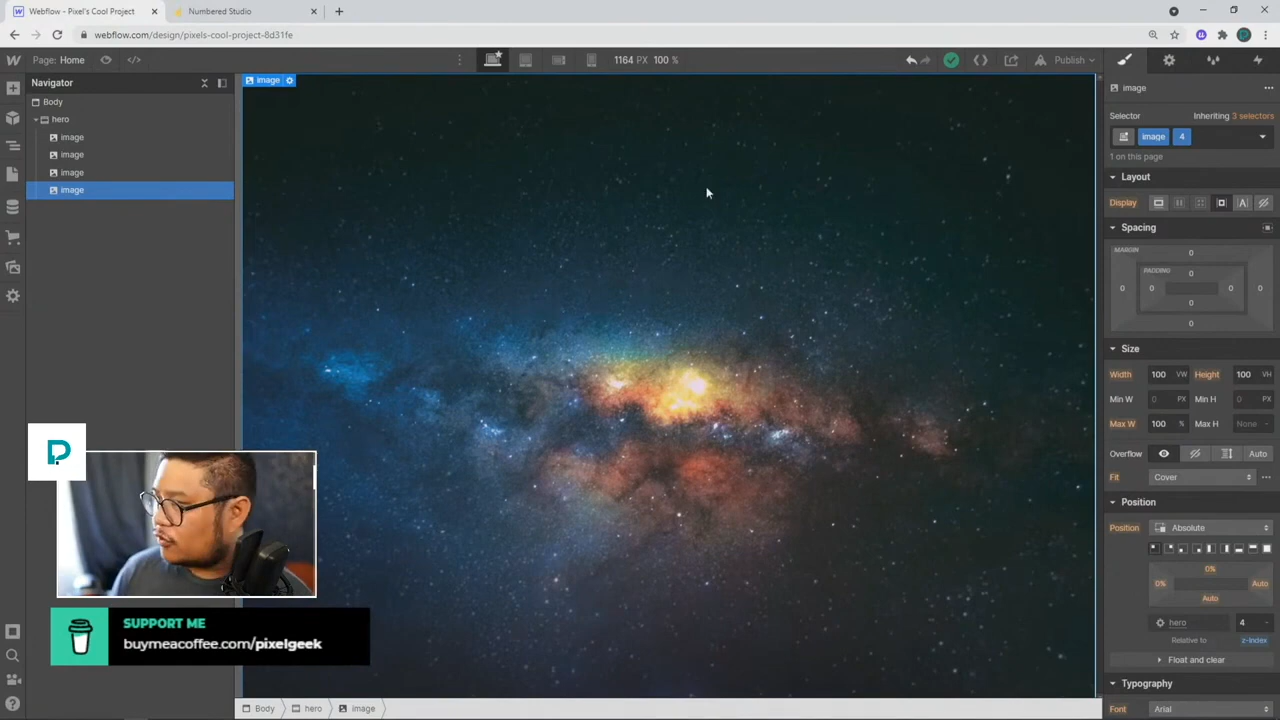 Webflow - Pixel's Cool Project
Numbered Studio
webflow.com/design/pixels-cool-project-8d31fe
Page: Home
1164 PX 100 %
Publish
Navigator
Body
hero
image
image
image
image
image
image
Selector
Inheriting 3 selectors
image 4
1 on this page
Layout
Display
Spacing
MARGIN
0
PADDING
0
0 0 0 0
0
0
Size
Width 100 VW Height 100 VH
Min W 0 PX Min H 0 PX
Max W 100 % Max H None -
Overflow Auto
Fit Cover
Position
Position Absolute
0%
0% Auto
Auto
hero 4 -
Relative to z-Index
Float and clear
Typography
Font Arial
P
SUPPORT ME
buymeacoffee.com/pixelgeek
Body hero image